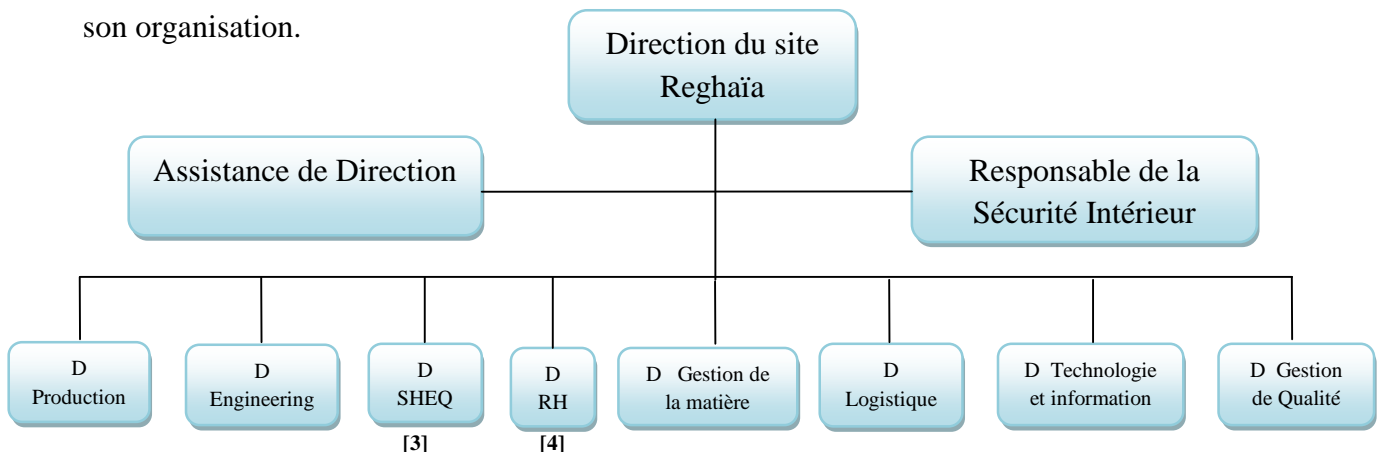 son organisation.
Direction du site
Reghaïa
Assistance de Direction
Responsable de la
Sécurité Intérieur
D
Production
D
Engineering
D
SHEQ
D
RH
D Gestion de
la matière
D
Logistique
D Technologie
et information
D Gestion
de Qualité
[3]
[4]